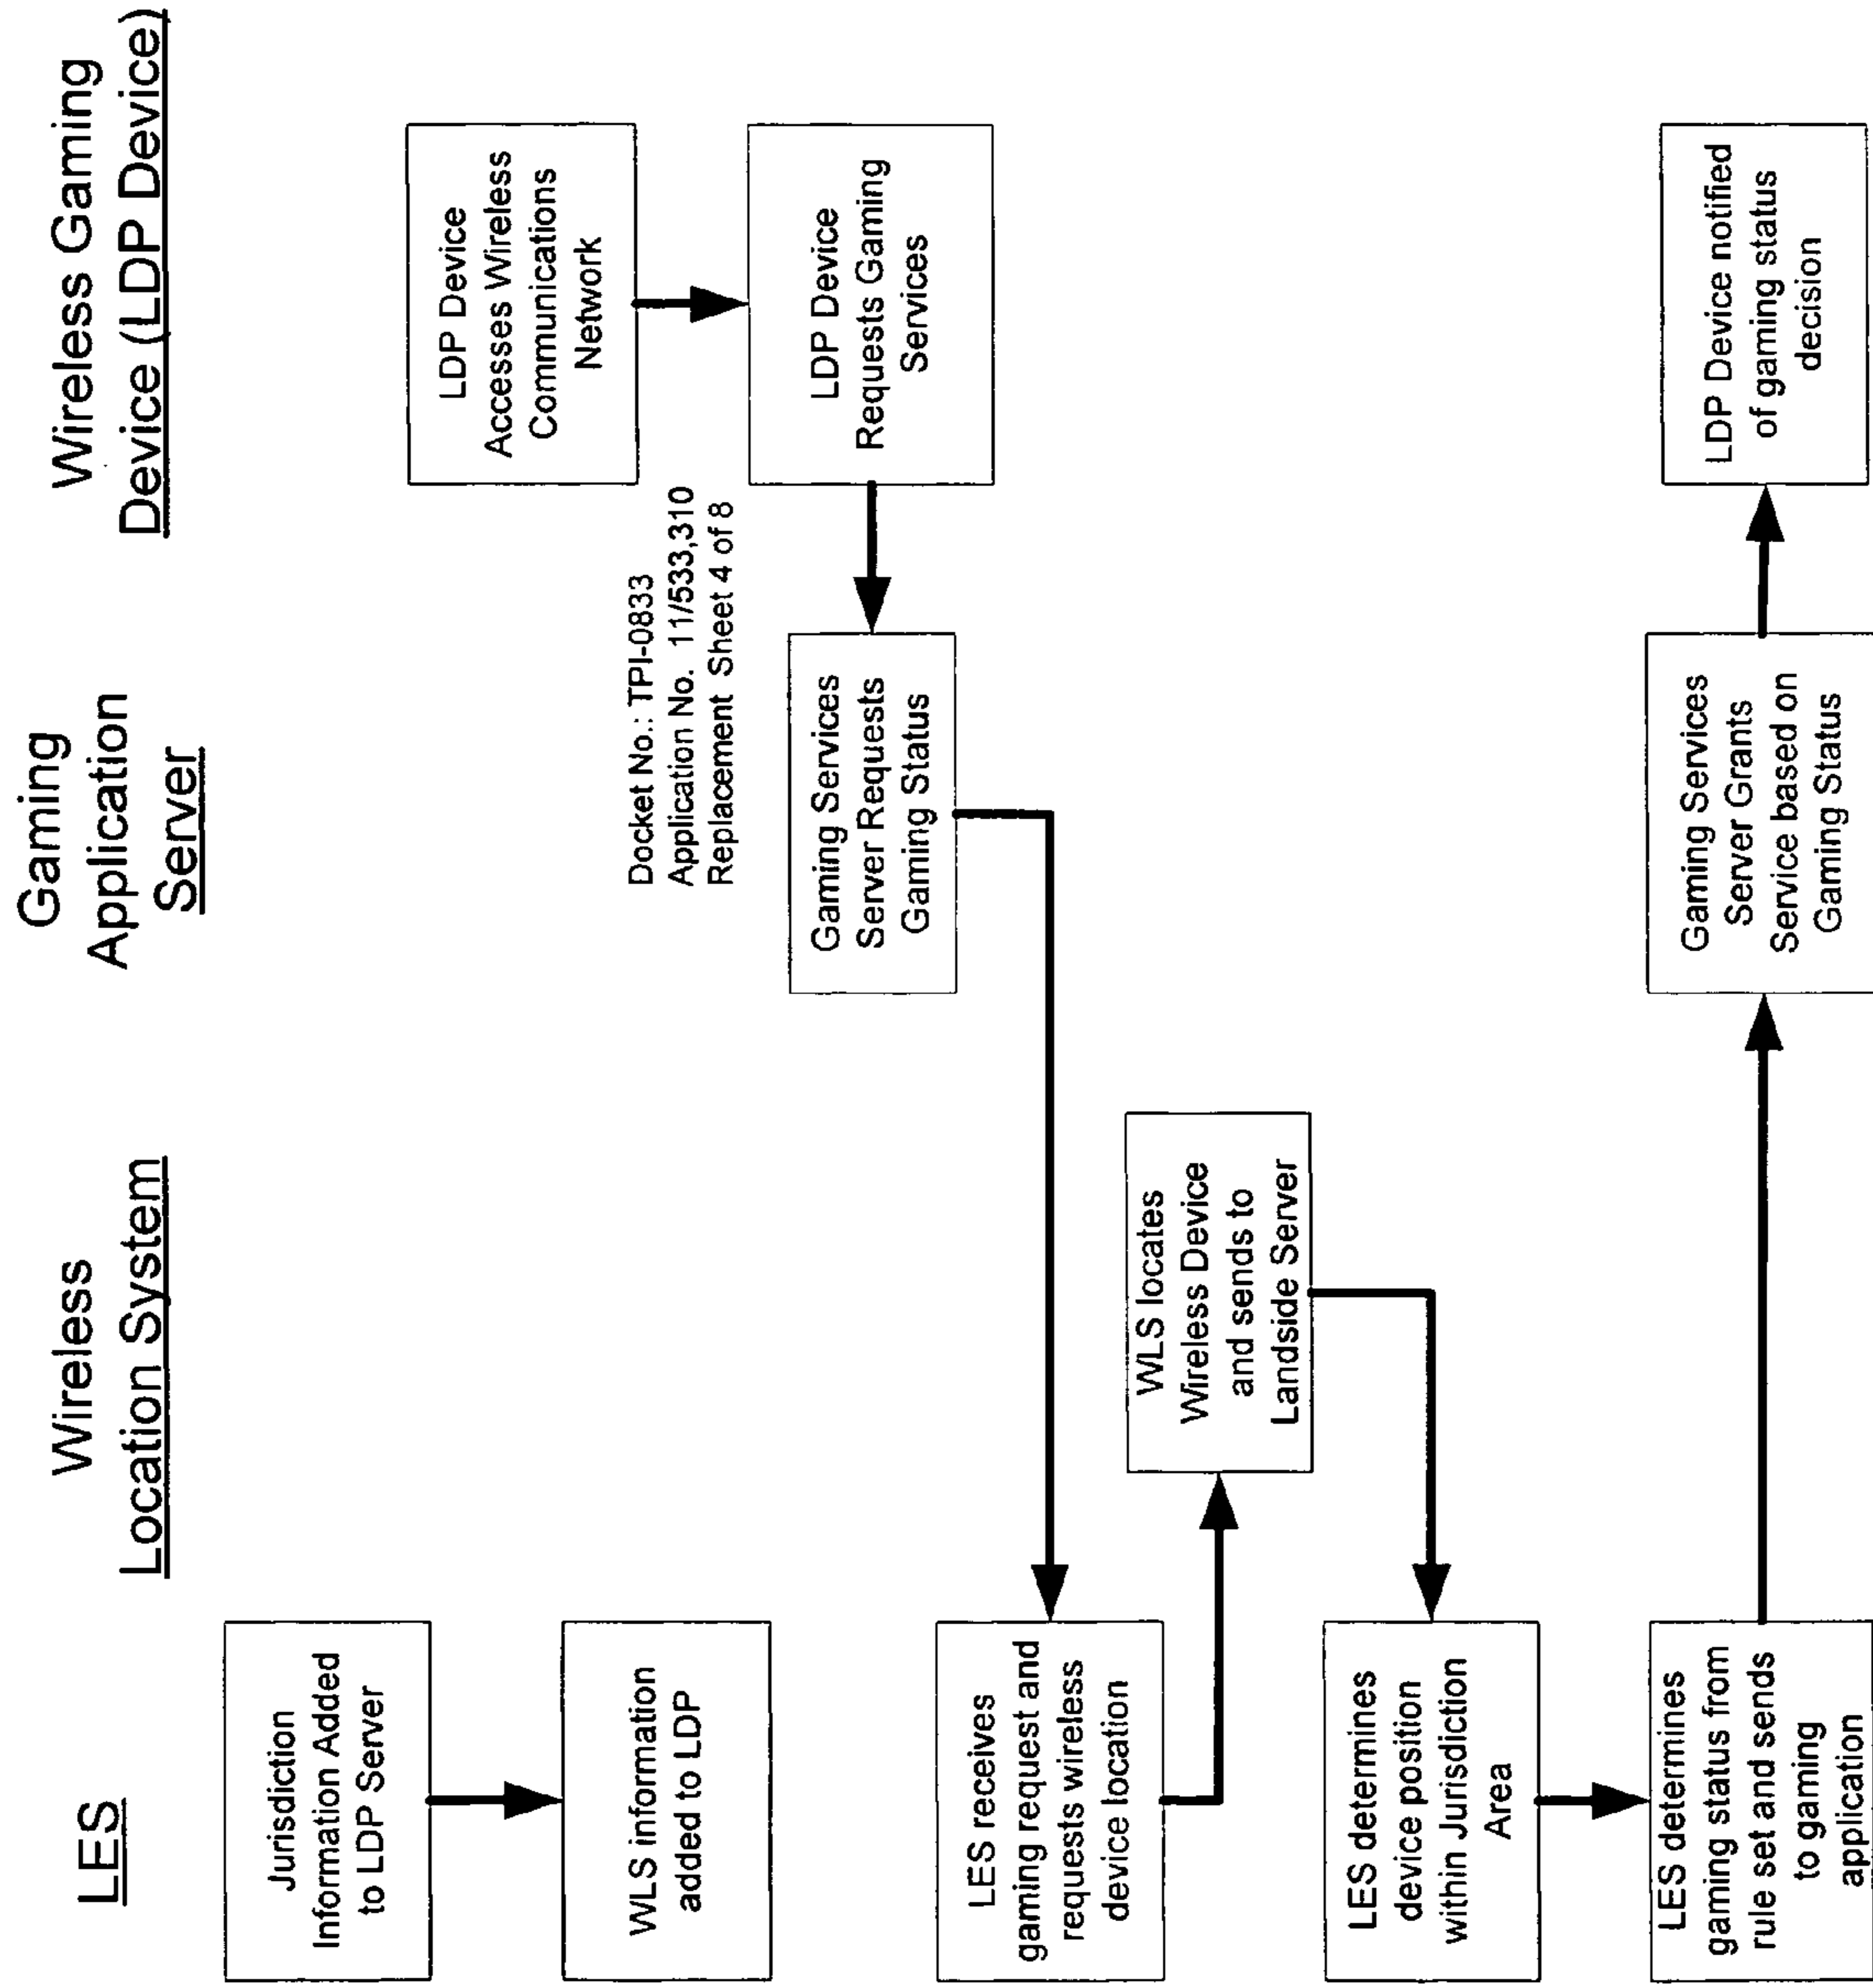 LES
Wireless
Location System
Gaming
Application
Server
Wireless Gaming
Device (LDP Device)
Jurisdiction
Information Added
to LDP Server
WLS information
added to LDP
LDP Device
Accesses Wireless
Communications
Network
LDP Device
Requests Gaming
Services
Docket No.: TPI-0833
Application No. 11/533,310
Replacement Sheet 4 of 8
Gaming Services
Server Requests
Gaming Status
LES receives
gaming request and
requests wireless
device location
WLS locates
Wireless Device
and sends to
Landside Server
LES determines
device position
within Jurisdiction
Area
LES determines
gaming status from
rule set and sends
to gaming
application
Gaming Services
Server Grants
Service based on
Gaming Status
LDP Device notified
of gaming status
decision